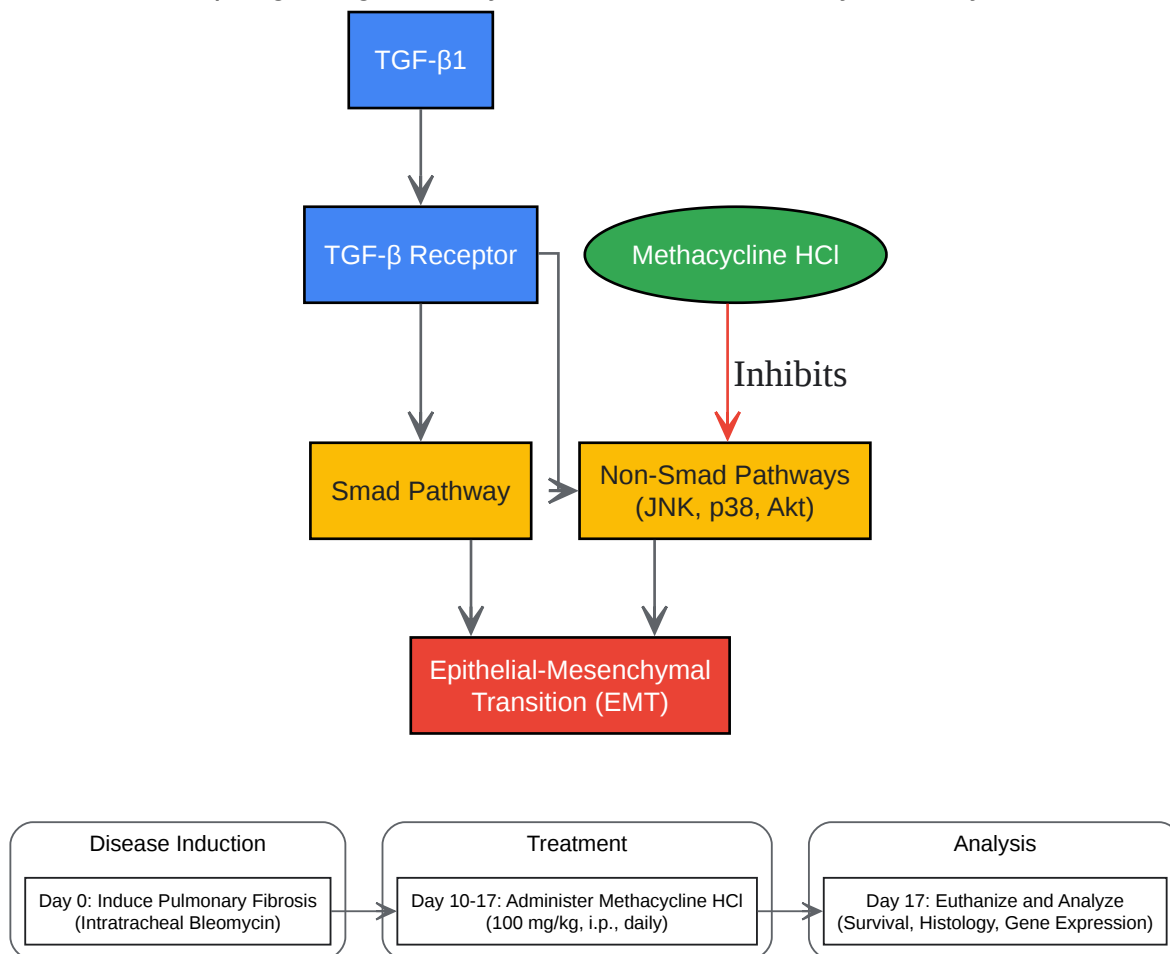 TGF-β1
TGF-β Receptor
Methacycline HCl
Inhibits
Smad Pathway
Non-Smad Pathways
(JNK, p38, Akt)
Epithelial-Mesenchymal
Transition (EMT)
Disease Induction
Day 0: Induce Pulmonary Fibrosis
(Intratracheal Bleomycin)
Treatment
Day 10-17: Administer Methacycline HCl
(100 mg/kg, i.p., daily)
Analysis
Day 17: Euthanize and Analyze
(Survival, Histology, Gene Expression)